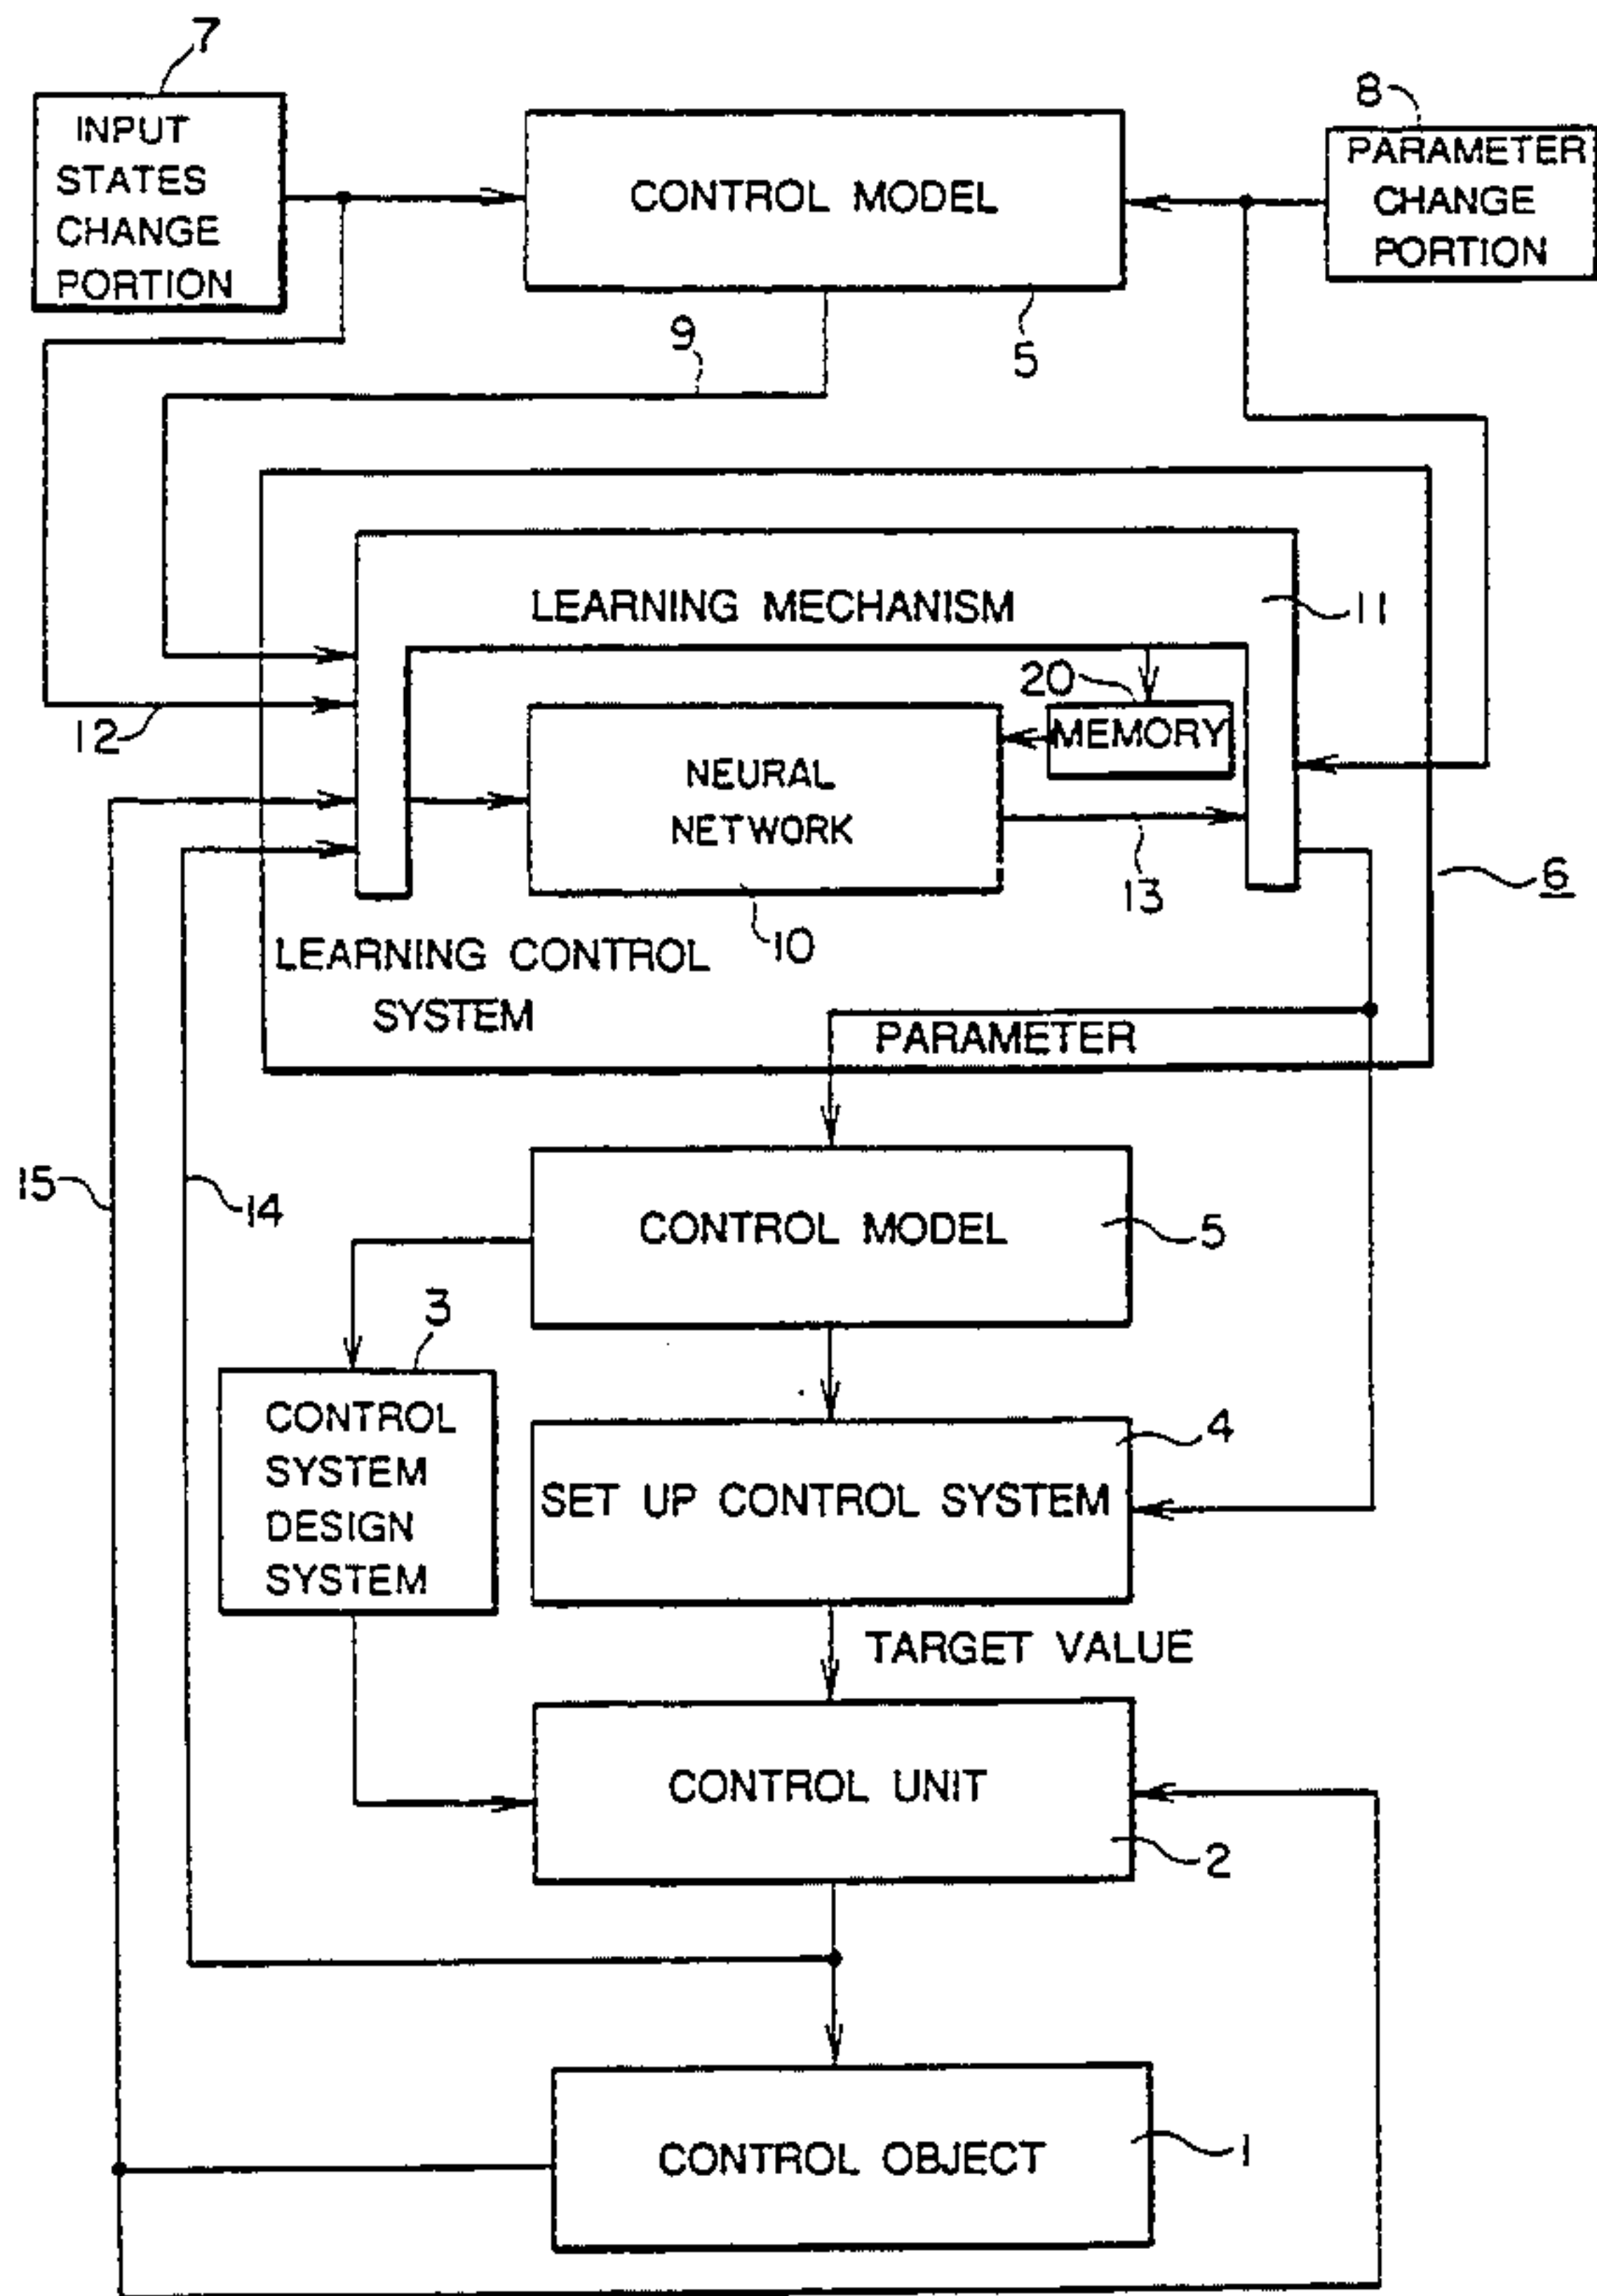 7
INPUT
STATES
CHANGE
PORTION
CONTROL MODEL
8
PARAMETER
CHANGE
PORTION
9
5
LEARNING MECHANISM
11
20
MEMORY
12
NEURAL
NETWORK
13
6
10
LEARNING CONTROL
SYSTEM
PARAMETER
15
14
CONTROL MODEL
5
3
CONTROL
SYSTEM
DESIGN
SYSTEM
4
SET UP CONTROL SYSTEM
TARGET VALUE
CONTROL UNIT
2
CONTROL OBJECT
1